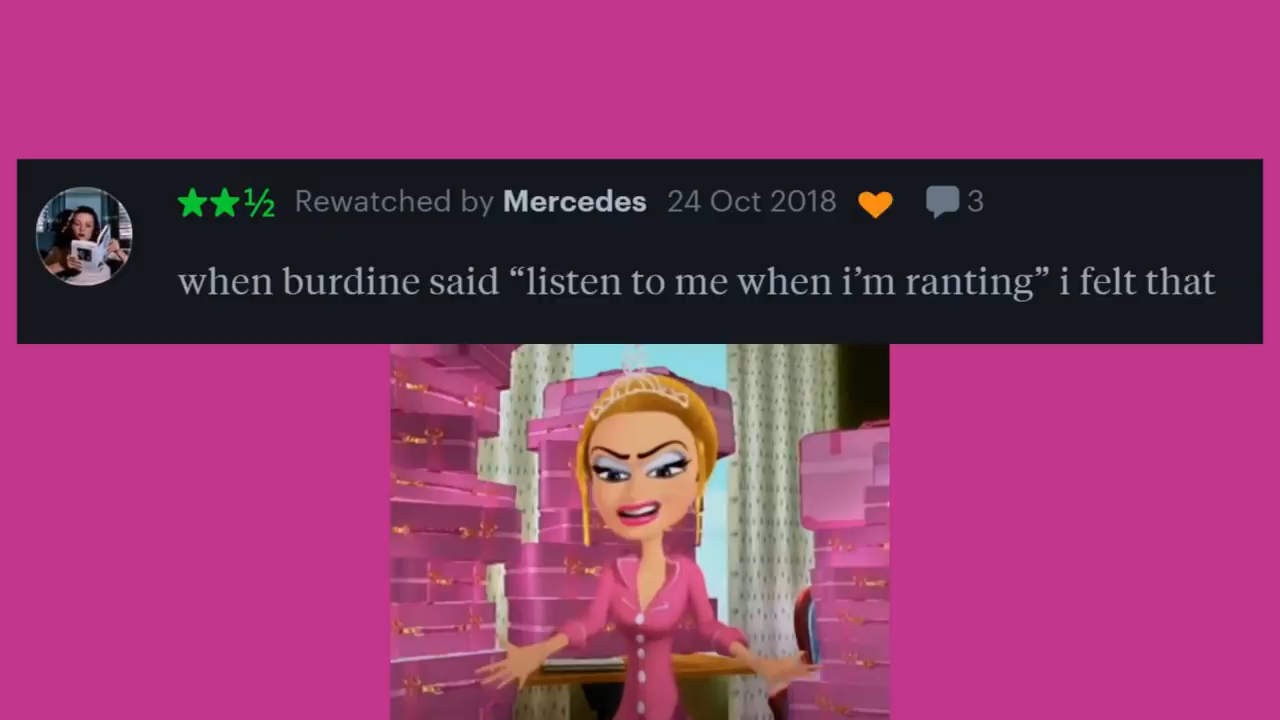 ★★½ Rewatched by Mercedes 24 Oct 2018 3
when burdine said “listen to me when i’m ranting” i felt that